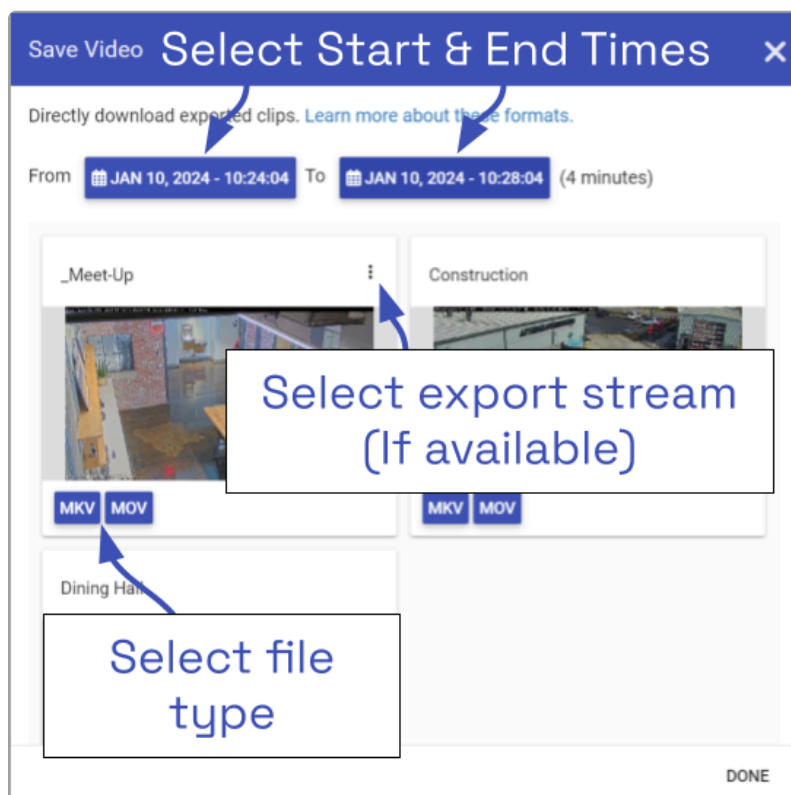 Save Video Select Start & End Times
Directly download exported clips. Learn more about these formats.
From JAN 10, 2024 - 10:24:04 To JAN 10, 2024 - 10:28:04 (4 minutes)
_Meet-Up
Construction
Select export stream
(If available)
MKV MOV
MKV MOV
Dining Hall
Select file
type
DONE